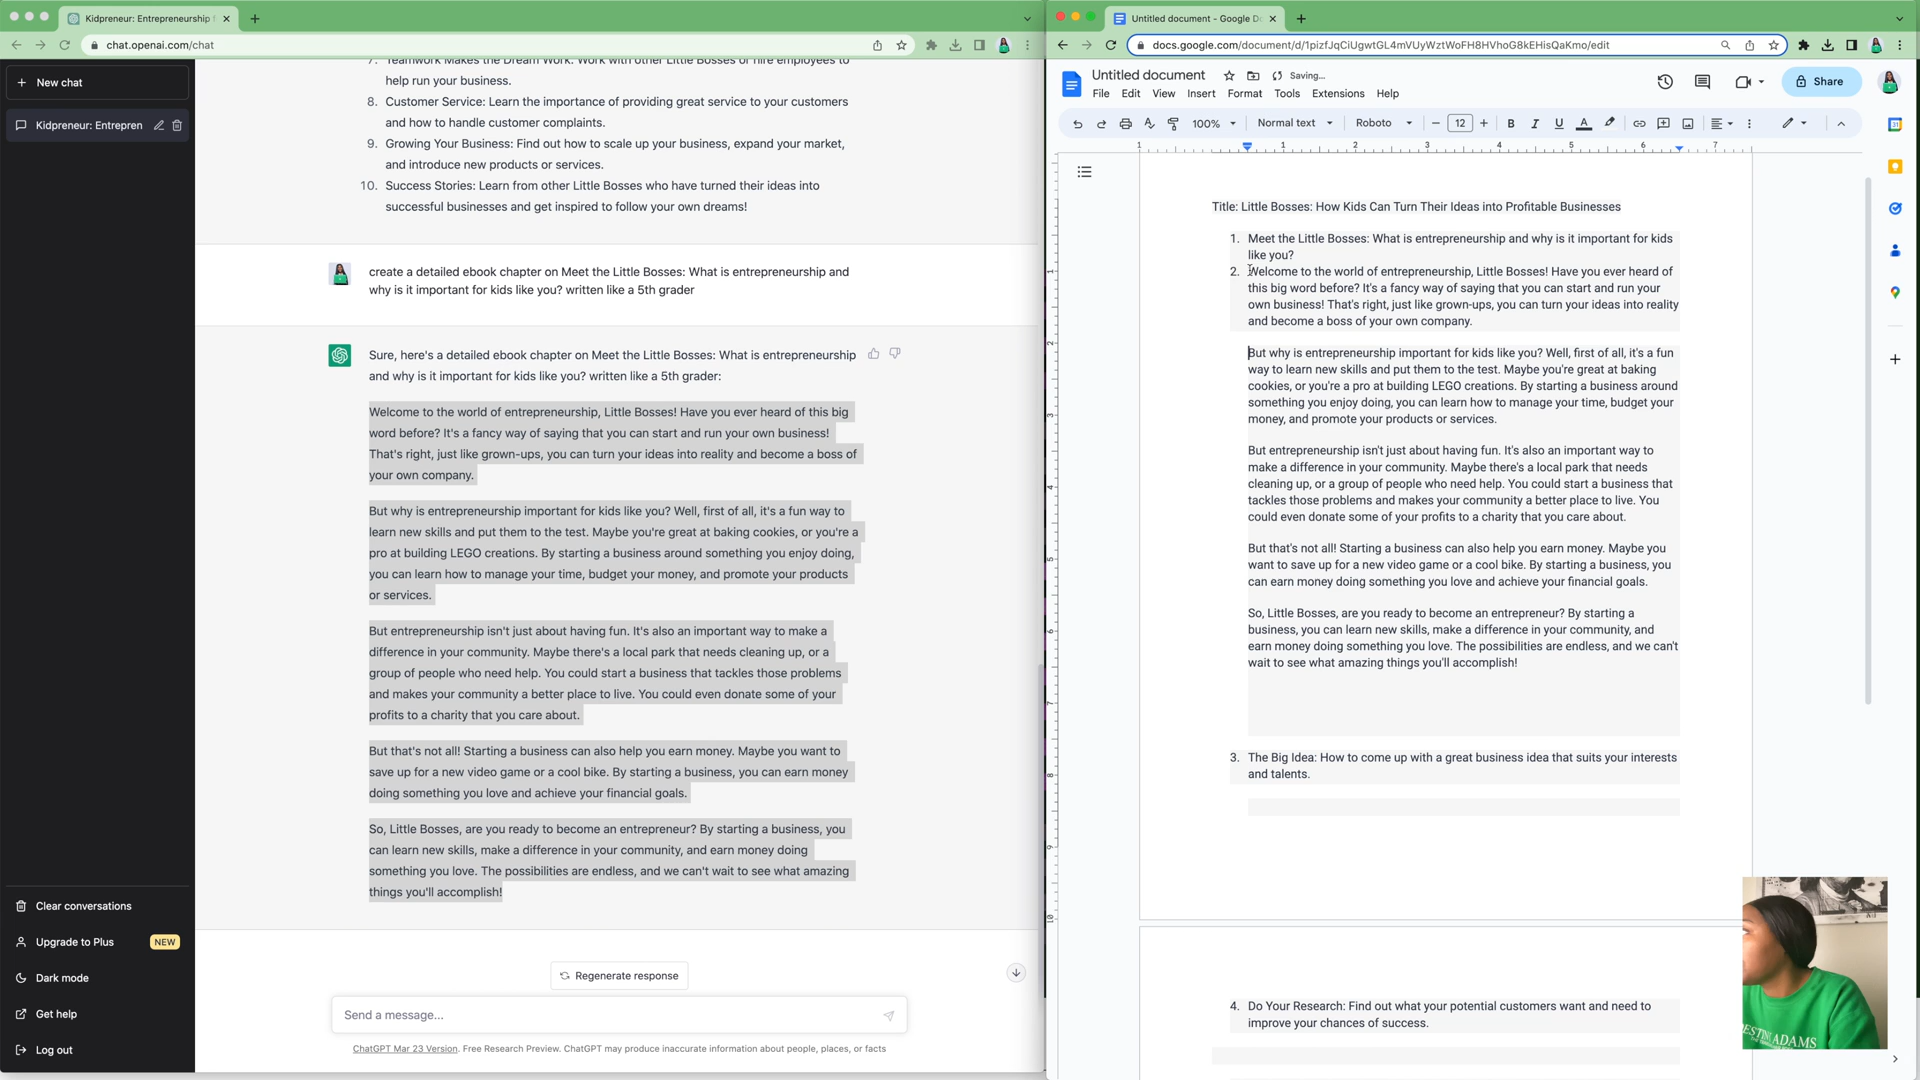 Kidpreneur: Entrepreneurship f
chat.openai.com/chat
New chat
Kidpreneur: Entrepren
Clear conversations
Upgrade to Plus
NEW
Dark mode
Get help
Log out
7. Teamwork Makes the Dream Work: Work with other Little Bosses or hire employees to
help run your business.
8. Customer Service: Learn the importance of providing great service to your customers
and how to handle customer complaints.
9. Growing Your Business: Find out how to scale up your business, expand your market,
and introduce new products or services.
10. Success Stories: Learn from other Little Bosses who have turned their ideas into
successful businesses and get inspired to follow your own dreams!
create a detailed ebook chapter on Meet the Little Bosses: What is entrepreneurship and
why is it important for kids like you? written like a 5th grader
Sure, here's a detailed ebook chapter on Meet the Little Bosses: What is entrepreneurship
and why is it important for kids like you? written like a 5th grader:
Welcome to the world of entrepreneurship, Little Bosses! Have you ever heard of this big
word before? It's a fancy way of saying that you can start and run your own business!
That's right, just like grown-ups, you can turn your ideas into reality and become a boss of
your own company.
But why is entrepreneurship important for kids like you? Well, first of all, it's a fun way to
learn new skills and put them to the test. Maybe you're great at baking cookies, or you're a
pro at building LEGO creations. By starting a business around something you enjoy doing,
you can learn how to manage your time, budget your money, and promote your products
or services.
But entrepreneurship isn't just about having fun. It's also an important way to make a
difference in your community. Maybe there's a local park that needs cleaning up, or a
group of people who need help. You could start a business that tackles those problems
and makes your community a better place to live. You could even donate some of your
profits to a charity that you care about.
But that's not all! Starting a business can also help you earn money. Maybe you want to
save up for a new video game or a cool bike. By starting a business, you can earn money
doing something you love and achieve your financial goals.
So, Little Bosses, are you ready to become an entrepreneur? By starting a business, you
can learn new skills, make a difference in your community, and earn money doing
something you love. The possibilities are endless, and we can't wait to see what amazing
things you'll accomplish!
Regenerate response
Send a message...
ChatGPT Mar 23 Version. Free Research Preview. ChatGPT may produce inaccurate information about people, places, or facts
Untitled document - Google D
docs.google.com/document/d/1pizfJqCiUgwtGL4mVUyWztWoFH8HVhoG8kEHisQaKmo/edit
Untitled document
Saving...
File Edit View Insert Format Tools Extensions Help
Share
100% Normal text Roboto 12 B I U A
1 1 2 3 4 5 6 7
1
2
3
4
5
6
7
8
9
10
31
Title: Little Bosses: How Kids Can Turn Their Ideas into Profitable Businesses
1. Meet the Little Bosses: What is entrepreneurship and why is it important for kids
like you?
2. Welcome to the world of entrepreneurship, Little Bosses! Have you ever heard of
this big word before? It's a fancy way of saying that you can start and run your
own business! That's right, just like grown-ups, you can turn your ideas into reality
and become a boss of your own company.
But why is entrepreneurship important for kids like you? Well, first of all, it's a fun
way to learn new skills and put them to the test. Maybe you're great at baking
cookies, or you're a pro at building LEGO creations. By starting a business around
something you enjoy doing, you can learn how to manage your time, budget your
money, and promote your products or services.
But entrepreneurship isn't just about having fun. It's also an important way to
make a difference in your community. Maybe there's a local park that needs
cleaning up, or a group of people who need help. You could start a business that
tackles those problems and makes your community a better place to live. You
could even donate some of your profits to a charity that you care about.
But that's not all! Starting a business can also help you earn money. Maybe you
want to save up for a new video game or a cool bike. By starting a business, you
can earn money doing something you love and achieve your financial goals.
So, Little Bosses, are you ready to become an entrepreneur? By starting a
business, you can learn new skills, make a difference in your community, and
earn money doing something you love. The possibilities are endless, and we can't
wait to see what amazing things you'll accomplish!
3. The Big Idea: How to come up with a great business idea that suits your interests
and talents.
4. Do Your Research: Find out what your potential customers want and need to
improve your chances of success.
ADAMS